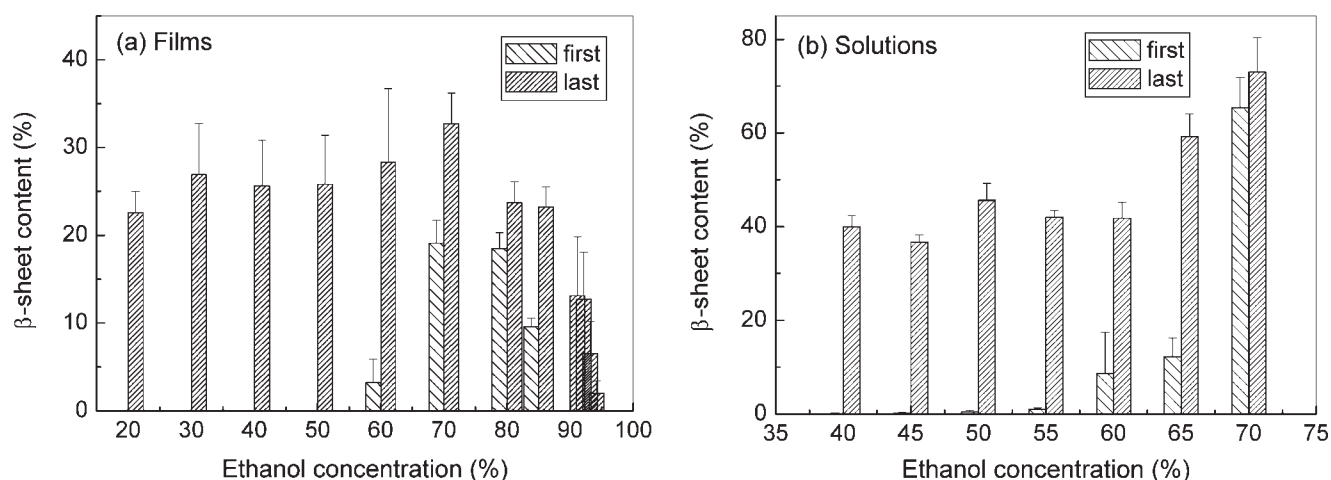 (a) Films
first
last
β-sheet content (%)
40
30
20
10
0
20 30 40 50 60 70 80 90 100
Ethanol concentration (%)
(b) Solutions
first
last
β-sheet content (%)
80
60
40
20
0
35 40 45 50 55 60 65 70 75
Ethanol concentration (%)